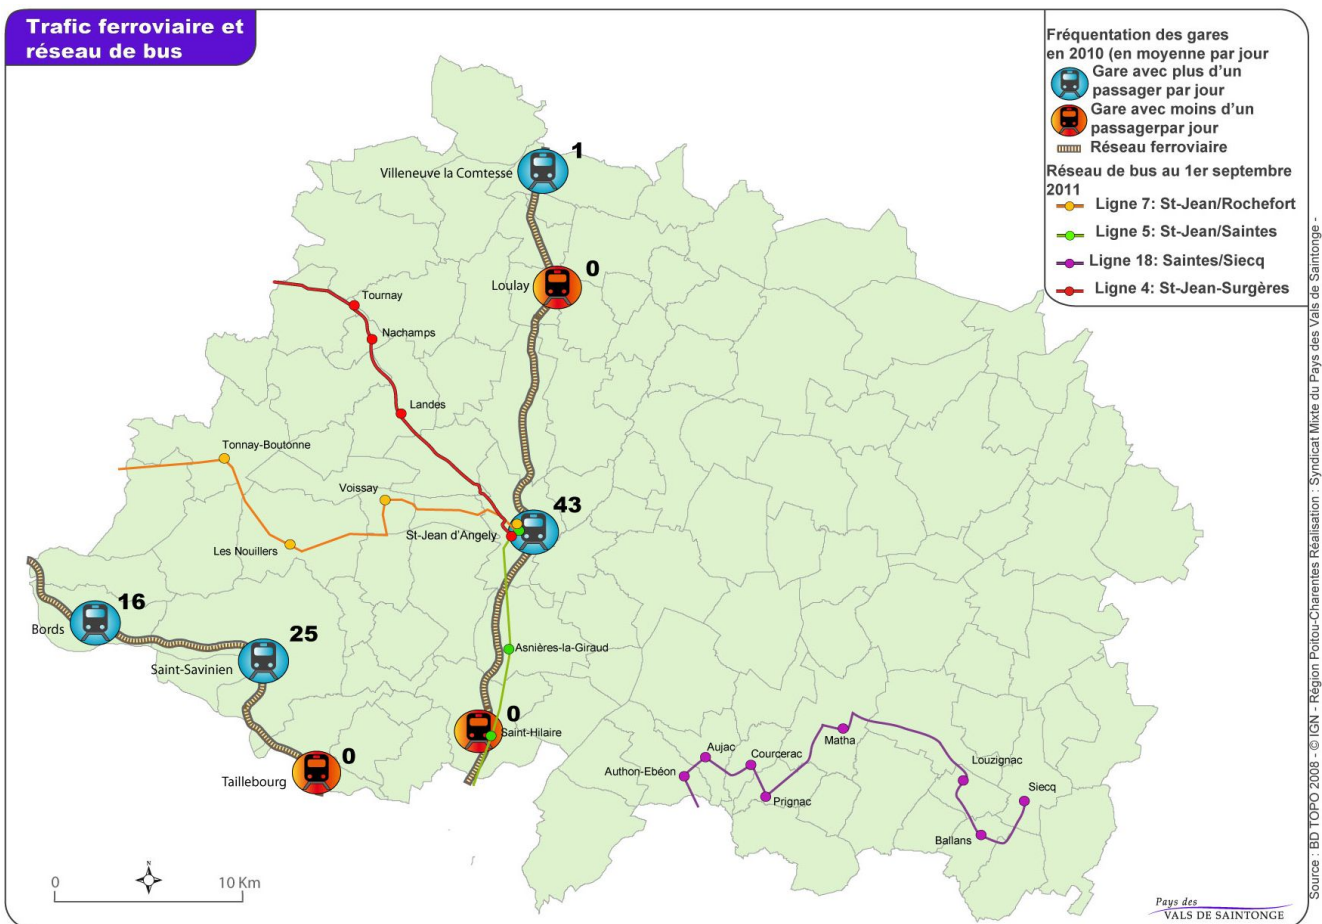 Trafic ferroviaire et
réseau de bus
Fréquentation des gares
en 2010 (en moyenne par jour
Gare avec plus d'un
passager par jour
Gare avec moins d'un
passagerpar jour
Réseau ferroviaire
Réseau de bus au 1er septembre
2011
Ligne 7: St-Jean/Rochefort
Ligne 5: St-Jean/Saintes
Ligne 18: Saintes/Siecq
Ligne 4: St-Jean-Surgères
1
Villeneuve la Comtesse
0
Loulay
Tournay
Nachamps
Landes
Tonnay-Boutonne
Voissay
43
St-Jean d'Angely
Les Nouillers
16
Bords
25
Saint-Savinien
Asnières-la-Giraud
0
Saint-Hilaire
0
Taillebourg
Matha
Aujac
Courcerac
Authon-Ebéon
Prignac
Louzignac
Siecq
Ballans
N
0 10 Km
Pays des
VALS DE SAINTONGE
Source : BD TOPO 2008 - © IGN - Région Poitou-Charentes Réalisation : Syndicat Mixte du Pays des Vals de Saintonge -